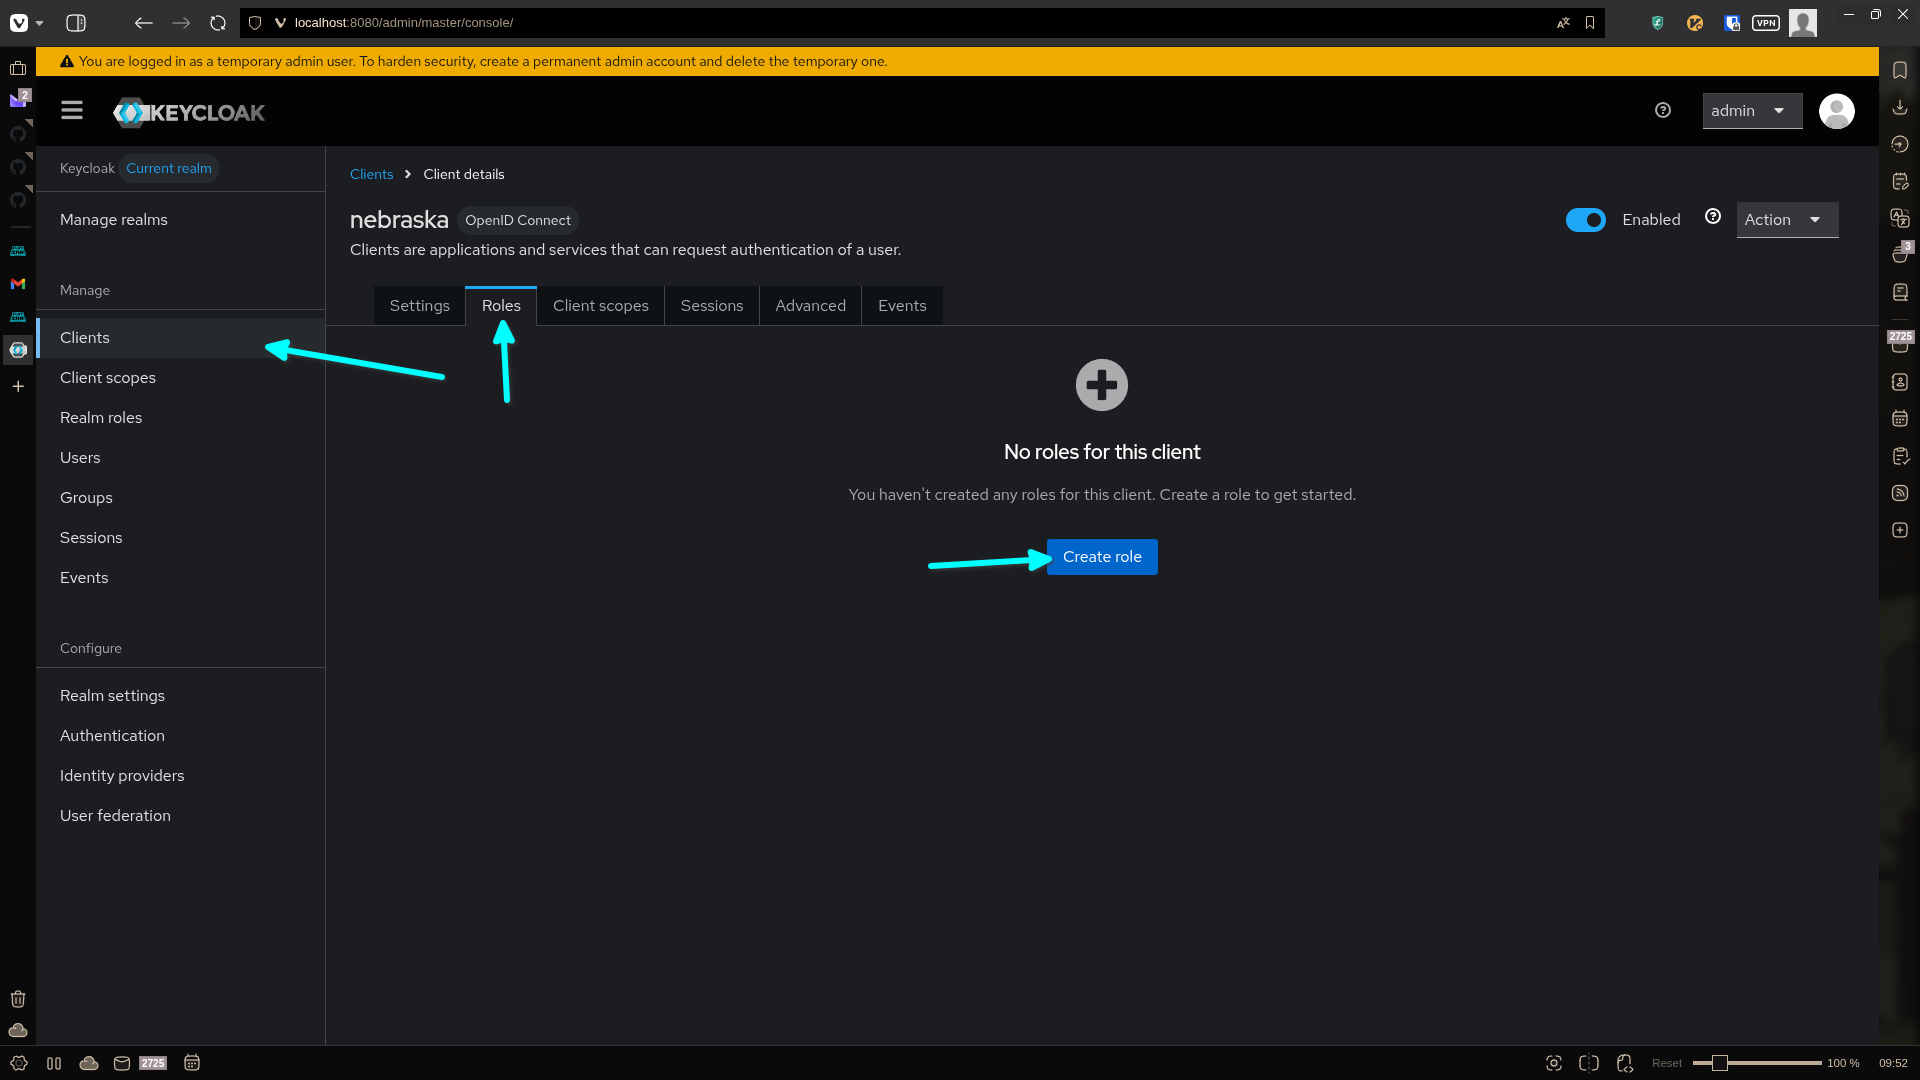 localhost:8080/admin/master/console/
VPN
You are logged in as a temporary admin user. To harden security, create a permanent admin account and delete the temporary one.
KEYCLOAK
admin
2
Keycloak Current realm
Manage realms
Manage
Clients
Client scopes
Realm roles
Users
Groups
Sessions
Events
Configure
Realm settings
Authentication
Identity providers
User federation
Clients Client details
nebraska OpenID Connect
Enabled
Action
Clients are applications and services that can request authentication of a user.
Settings Roles Client scopes Sessions Advanced Events
No roles for this client
You haven't created any roles for this client. Create a role to get started.
Create role
3
2725
2725
Reset
100 %
09:52